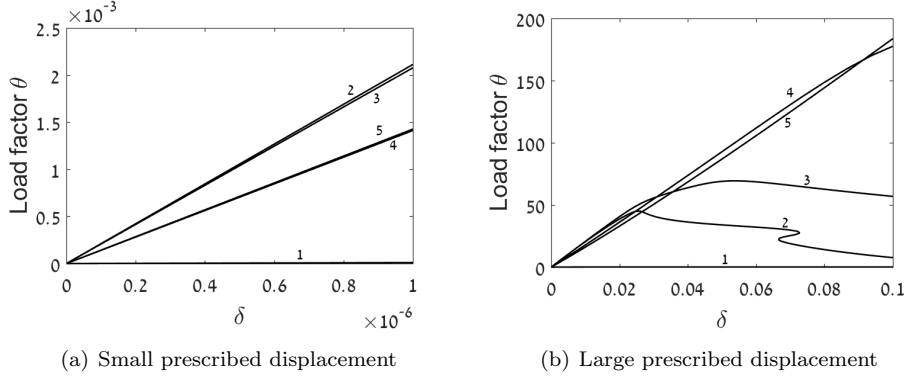 ×10⁻³
2.5
2
1.5
1
0.5
0
Load factor θ
2
3
5
4
1
0 0.2 0.4 0.6 0.8 1
δ
×10⁻⁶
(a) Small prescribed displacement
200
150
100
50
0
Load factor θ
4
5
3
2
1
0 0.02 0.04 0.06 0.08 0.1
δ
(b) Large prescribed displacement